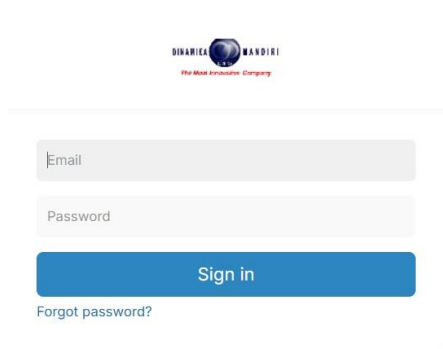 DINAMIKA MANDIRI
The Most Innovative Company
Email
Password
Sign in
Forgot password?